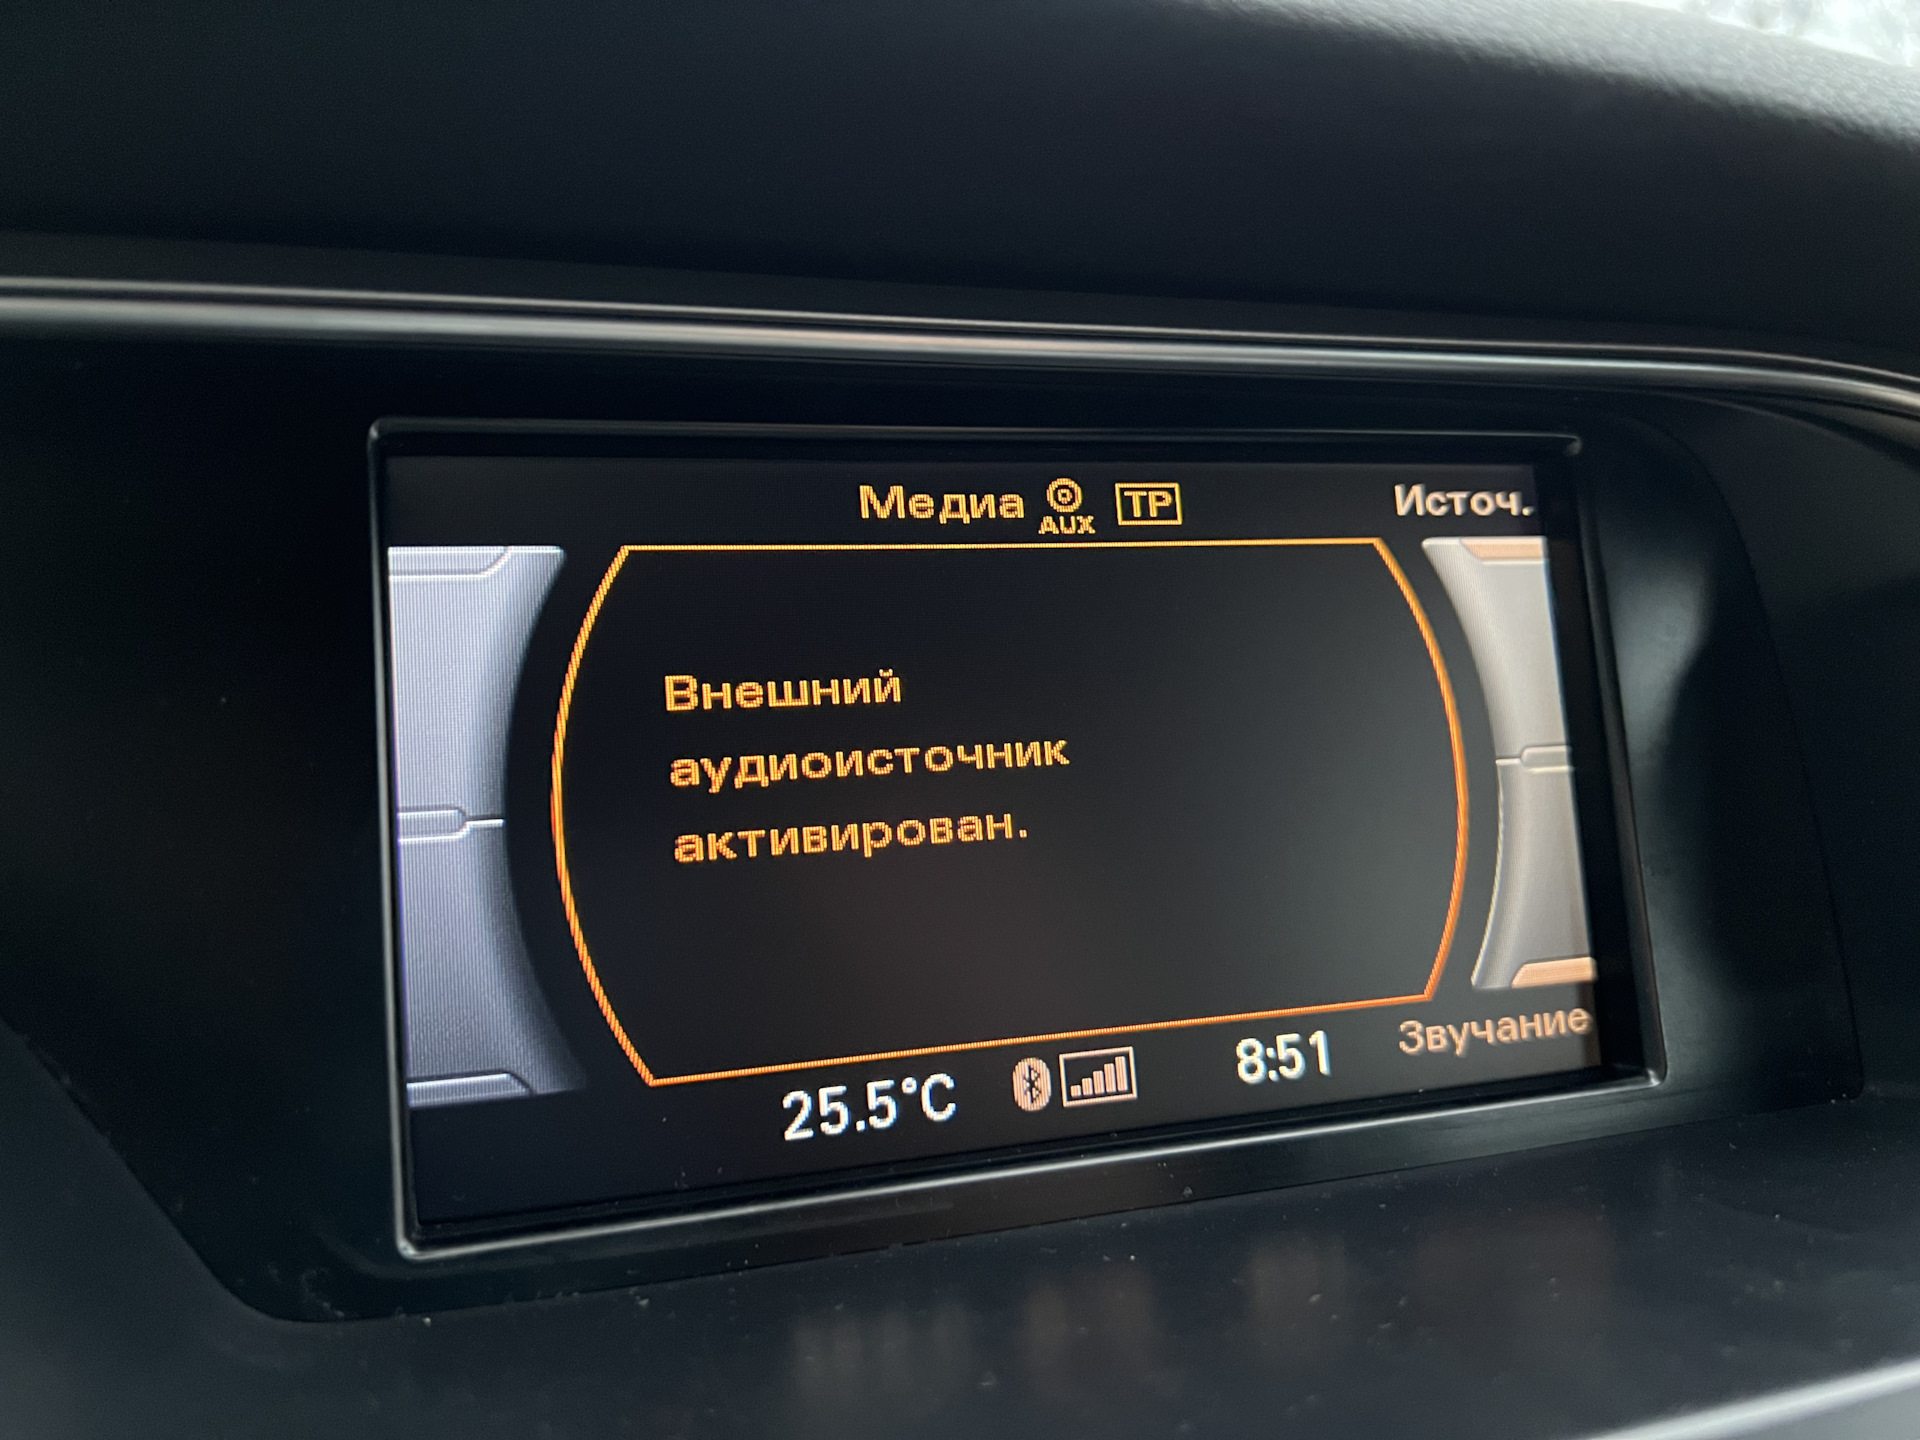 Медиа AUX TP Источ.
Внешний
аудиоисточник
активирован.
25.5°C 8:51 Звучание